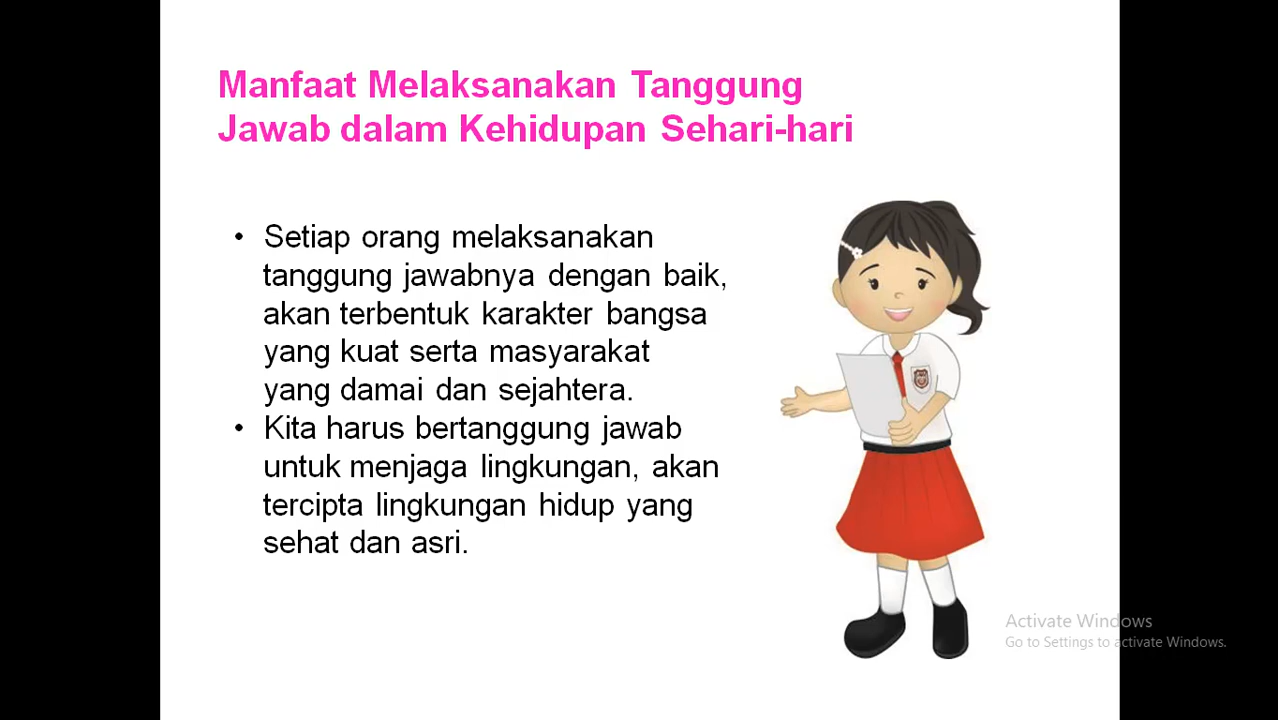 Manfaat Melaksanakan Tanggung
Jawab dalam Kehidupan Sehari-hari
• Setiap orang melaksanakan
tanggung jawabnya dengan baik,
akan terbentuk karakter bangsa
yang kuat serta masyarakat
yang damai dan sejahtera.
• Kita harus bertanggung jawab
untuk menjaga lingkungan, akan
tercipta lingkungan hidup yang
sehat dan asri.
Activate Windows
Go to Settings to activate Windows.